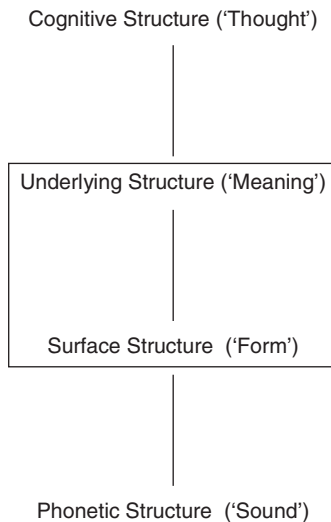 Cognitive Structure (‘Thought’)
Underlying Structure (‘Meaning’)
Surface Structure (‘Form’)
Phonetic Structure (‘Sound’)